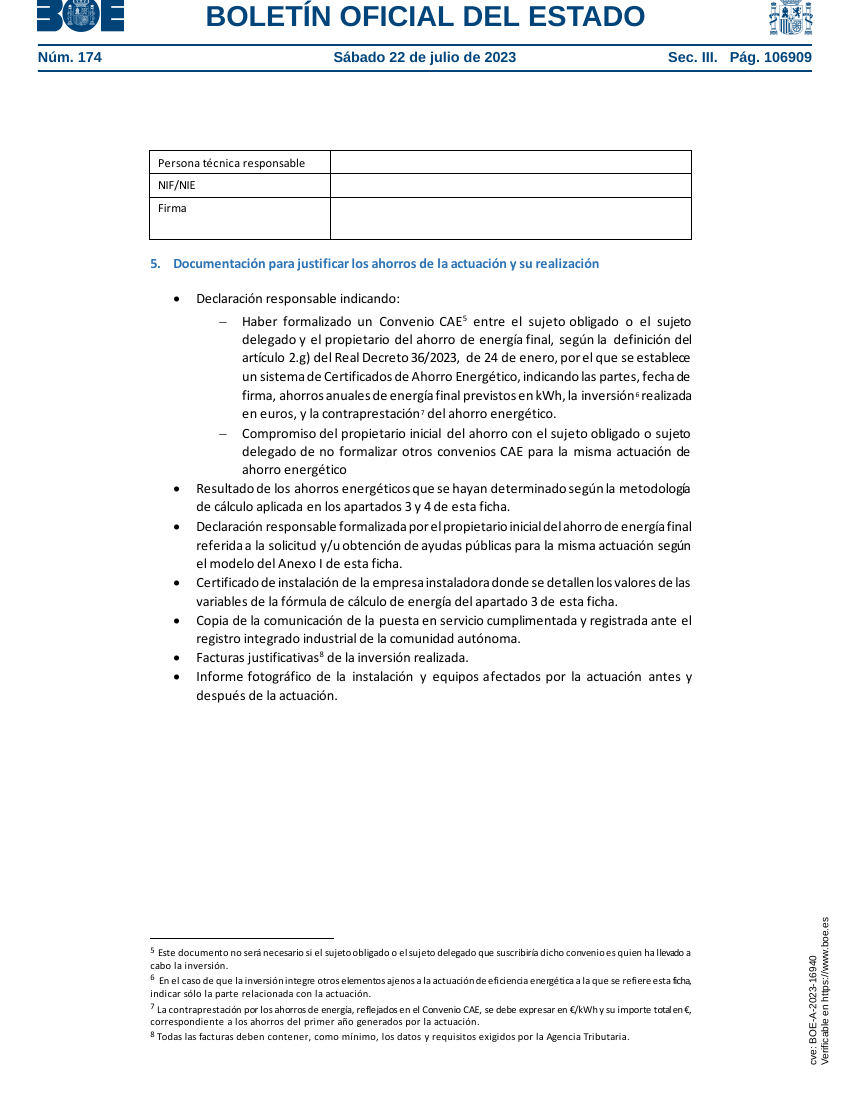 BOE
BOLETÍN OFICIAL DEL ESTADO
Núm. 174
Sábado 22 de julio de 2023
Sec. III. Pág. 106909
Persona técnica responsable
NIF/NIE
Firma
5. Documentación para justificar los ahorros de la actuación y su realización
• Declaración responsable indicando:
– Haber formalizado un Convenio CAE⁵ entre el sujeto obligado o el sujeto
delegado y el propietario del ahorro de energía final, según la definición del
artículo 2.g) del Real Decreto 36/2023, de 24 de enero, por el que se establece
un sistema de Certificados de Ahorro Energético, indicando las partes, fecha de
firma, ahorros anuales de energía final previstos en kWh, la inversión⁶ realizada
en euros, y la contraprestación⁷ del ahorro energético.
– Compromiso del propietario inicial del ahorro con el sujeto obligado o sujeto
delegado de no formalizar otros convenios CAE para la misma actuación de
ahorro energético
• Resultado de los ahorros energéticos que se hayan determinado según la metodología
de cálculo aplicada en los apartados 3 y 4 de esta ficha.
• Declaración responsable formalizada por el propietario inicial del ahorro de energía final
referida a la solicitud y/u obtención de ayudas públicas para la misma actuación según
el modelo del Anexo I de esta ficha.
• Certificado de instalación de la empresa instaladora donde se detallen los valores de las
variables de la fórmula de cálculo de energía del apartado 3 de esta ficha.
• Copia de la comunicación de la puesta en servicio cumplimentada y registrada ante el
registro integrado industrial de la comunidad autónoma.
• Facturas justificativas⁸ de la inversión realizada.
• Informe fotográfico de la instalación y equipos afectados por la actuación antes y
después de la actuación.
⁵ Este documento no será necesario si el sujeto obligado o el sujeto delegado que suscribiría dicho convenio es quien ha llevado a
cabo la inversión.
⁶ En el caso de que la inversión integre otros elementos ajenos a la actuación de eficiencia energética a la que se refiere esta ficha,
indicar sólo la parte relacionada con la actuación.
⁷ La contraprestación por los ahorros de energía, reflejados en el Convenio CAE, se debe expresar en €/kWh y su importe total en €,
correspondiente a los ahorros del primer año generados por la actuación.
⁸ Todas las facturas deben contener, como mínimo, los datos y requisitos exigidos por la Agencia Tributaria.
cve: BOE-A-2023-16940
Verificable en https://www.boe.es